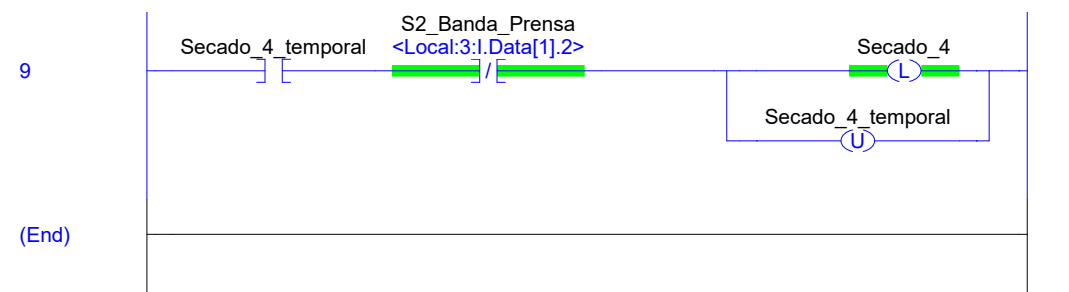 S2_Banda_Prensa
Secado_4_temporal <Local:3:I.Data[1].2> Secado_4
9 / L
Secado_4_temporal
U
(End)